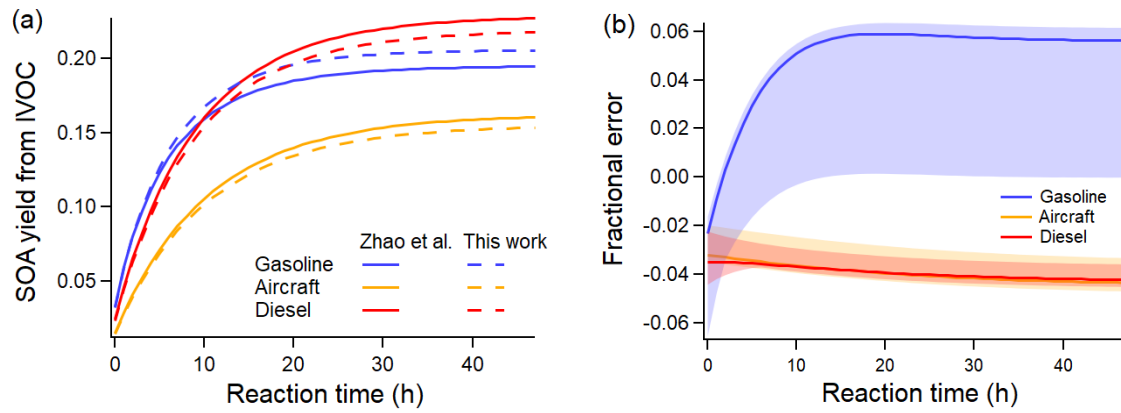 (a)
SOA yield from IVOC
0.20
0.15
0.10
0.05
Zhao et al. This work
Gasoline
Aircraft
Diesel
0 10 20 30 40
Reaction time (h)
(b)
Fractional error
0.06
0.04
0.02
0.00
-0.02
-0.04
-0.06
Gasoline
Aircraft
Diesel
0 10 20 30 40
Reaction time (h)